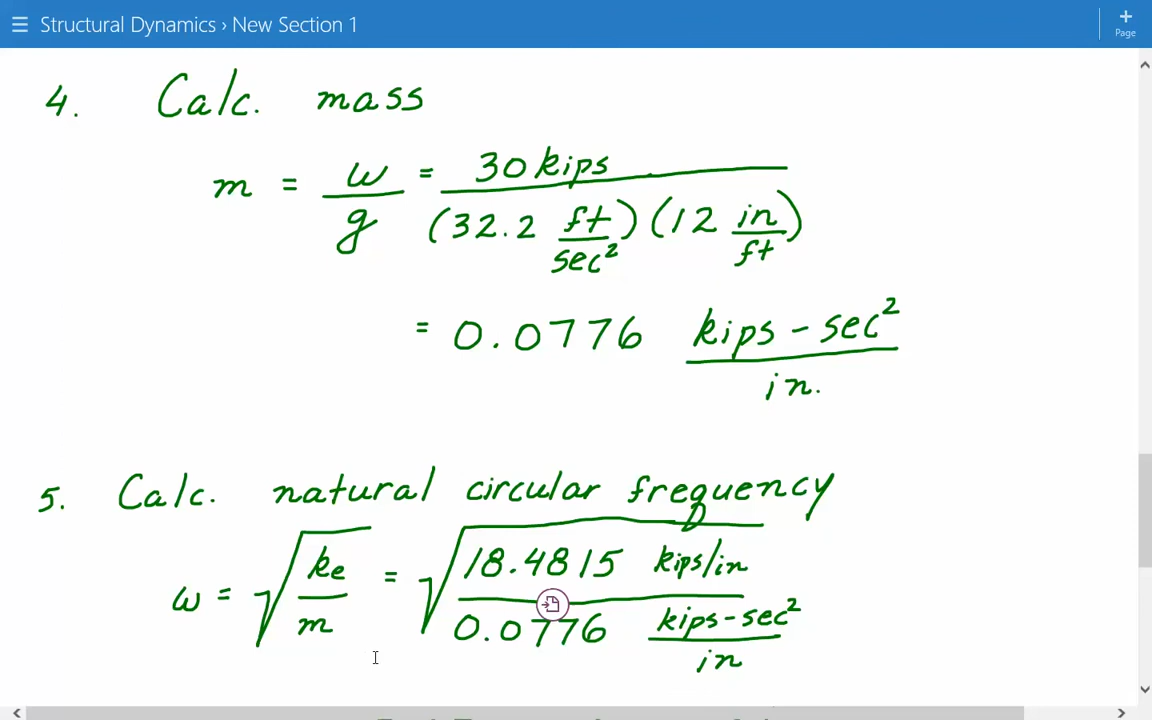 Structural Dynamics › New Section 1
Page
4. Calc. mass
m = w/g = 30 kips / (32.2 ft/sec²)(12 in/ft)
= 0.0776 kips-sec²/in.
5. Calc. natural circular frequency
ω = √(ke/m) = √(18.4815 kips/in / 0.0776 kips-sec²/in)